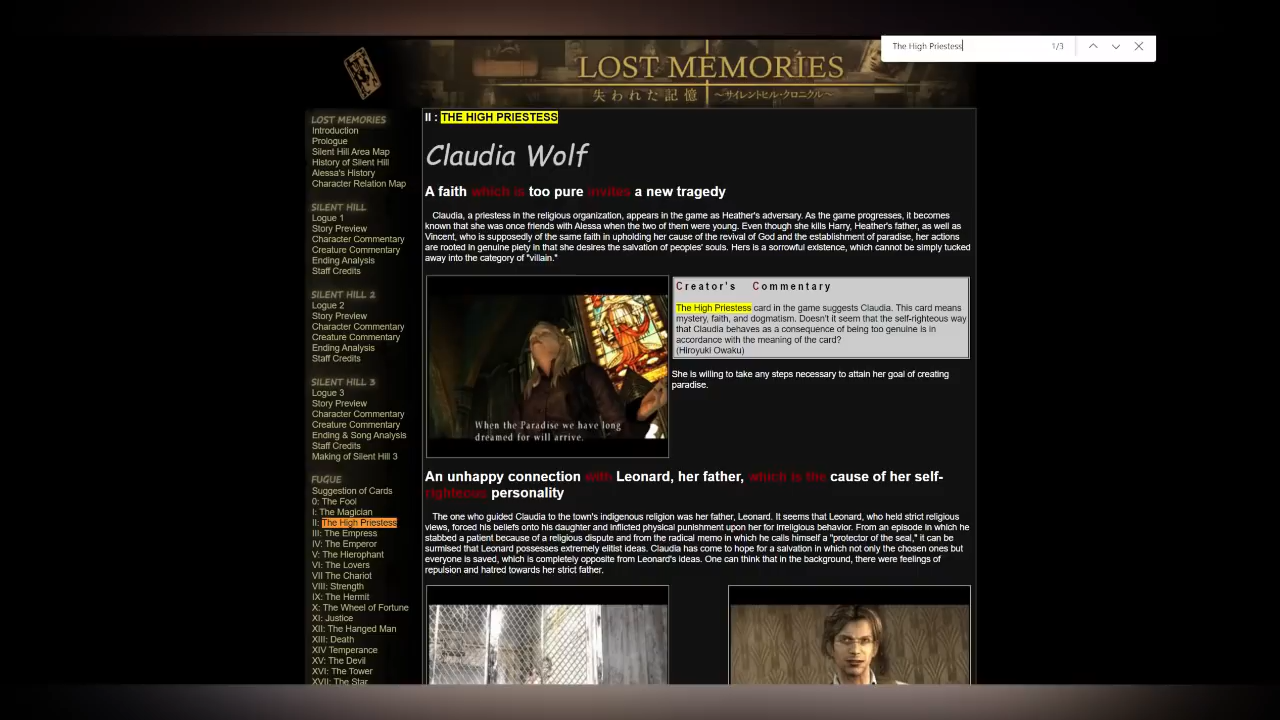 The High Priestess
1/3
LOST MEMORIES
失われた記憶 ～サイレントヒル・クロニクル～
LOST MEMORIES
Introduction
Prologue
Silent Hill Area Map
History of Silent Hill
Alessa's History
Character Relation Map
SILENT HILL
Logue 1
Story Preview
Character Commentary
Creature Commentary
Ending Analysis
Staff Credits
SILENT HILL 2
Logue 2
Story Preview
Character Commentary
Creature Commentary
Ending Analysis
Staff Credits
SILENT HILL 3
Logue 3
Story Preview
Character Commentary
Creature Commentary
Ending & Song Analysis
Staff Credits
Making of Silent Hill 3
FUGUE
Suggestion of Cards
0: The Fool
I: The Magician
II: The High Priestess
III: The Empress
IV: The Emperor
V: The Hierophant
VI: The Lovers
VII The Chariot
VIII: Strength
IX: The Hermit
X: The Wheel of Fortune
XI: Justice
XII: The Hanged Man
XIII: Death
XIV Temperance
XV: The Devil
XVI: The Tower
XVII: The Star
II : THE HIGH PRIESTESS
Claudia Wolf
A faith which is too pure invites a new tragedy
Claudia, a priestess in the religious organization, appears in the game as Heather's adversary. As the game progresses, it becomes
known that she was once friends with Alessa when the two of them were young. Even though she kills Harry, Heather's father, as well as
Vincent, who is supposedly of the same faith in upholding her cause of the revival of God and the establishment of paradise, her actions
are rooted in genuine piety in that she desires the salvation of peoples' souls. Hers is a sorrowful existence, which cannot be simply tucked
away into the category of "villain."
When the Paradise we have long
dreamed for will arrive.
Creator's Commentary
The High Priestess card in the game suggests Claudia. This card means
mystery, faith, and dogmatism. Doesn't it seem that the self-righteous way
that Claudia behaves as a consequence of being too genuine is in
accordance with the meaning of the card?
(Hiroyuki Owaku)
She is willing to take any steps necessary to attain her goal of creating
paradise.
An unhappy connection with Leonard, her father, which is the cause of her self-
righteous personality
The one who guided Claudia to the town's indigenous religion was her father, Leonard. It seems that Leonard, who held strict religious
views, forced his beliefs onto his daughter and inflicted physical punishment upon her for irreligious behavior. From an episode in which he
stabbed a patient because of a religious dispute and from the radical memo in which he calls himself a "protector of the seal," it can be
surmised that Leonard possesses extremely elitist ideas. Claudia has come to hope for a salvation in which not only the chosen ones but
everyone is saved, which is completely opposite from Leonard's ideas. One can think that in the background, there were feelings of
repulsion and hatred towards her strict father.